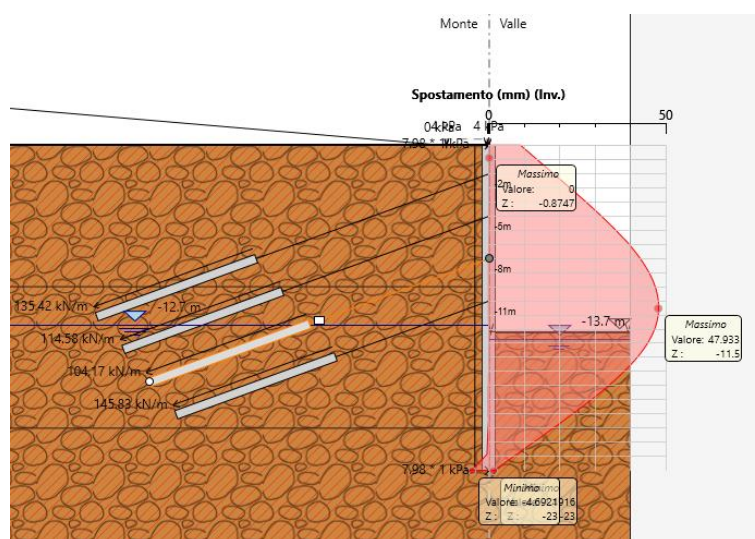 Monte Valle
Spostamento (mm) (Inv.)
0 50
4 kPa
Massimo
Valore: 0
Z : -0.8747
-2m
-5m
-8m
-11m
135.42 kN/m
-12.7 m
-13.7 m
114.58 kN/m
104.17 kN/m
145.83 kN/m
Massimo
Valore: 47.933
Z : -11.5
7.98 * 1 kPa
Minimo
Valore:
Z : Z : -23 -23